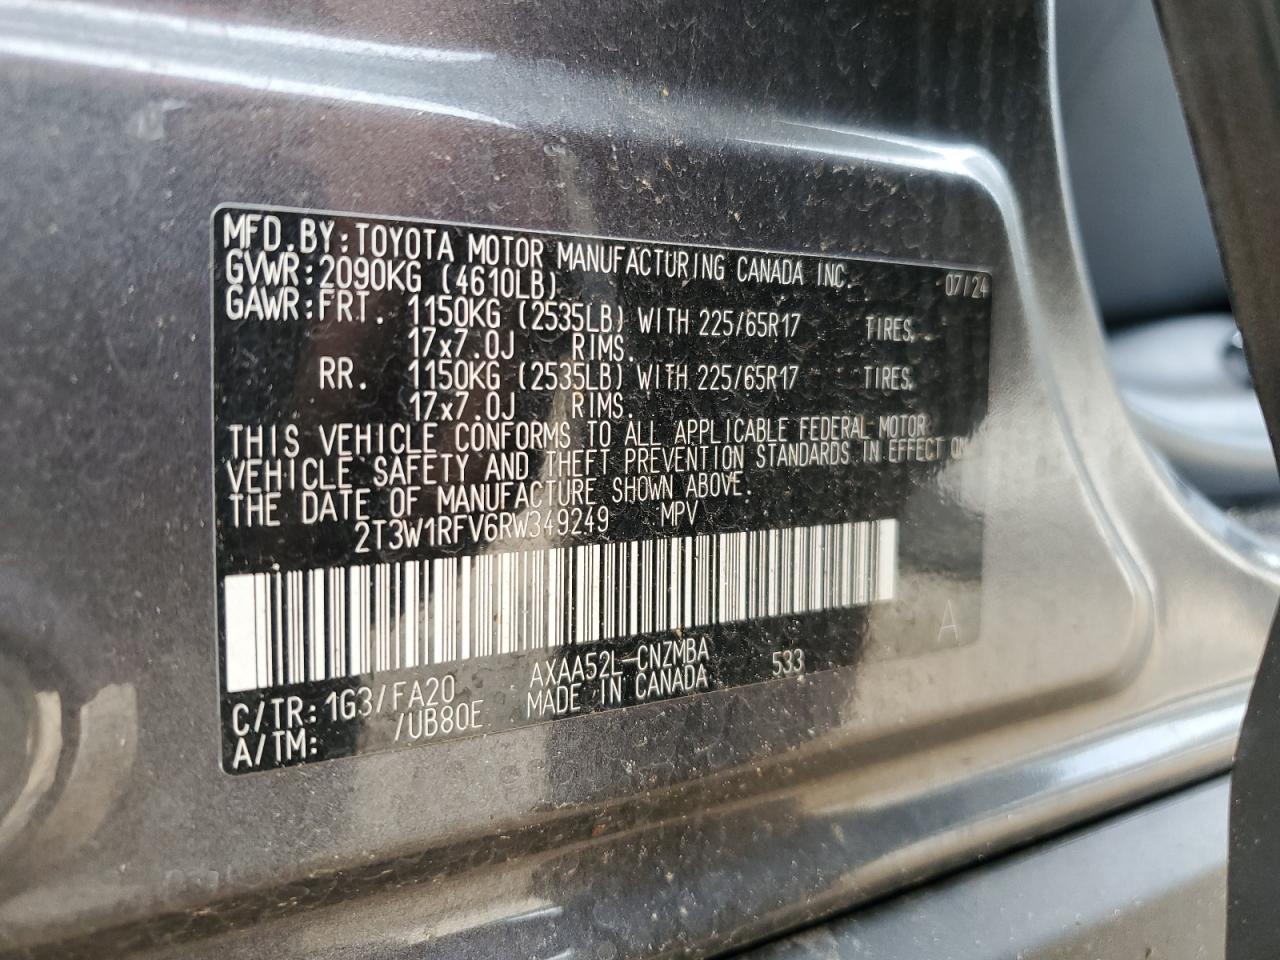 MFD.BY:TOYOTA MOTOR MANUFACTURING CANADA INC. 07/24
GVWR:2090KG (4610LB)
GAWR:FRT. 1150KG (2535LB) WITH 225/65R17 TIRES,
17x7.0J RIMS.
RR. 1150KG (2535LB) WITH 225/65R17 TIRES.
17x7.0J RIMS.
THIS VEHICLE CONFORMS TO ALL APPLICABLE FEDERAL MOTOR
VEHICLE SAFETY AND THEFT PREVENTION STANDARDS IN EFFECT ON
THE DATE OF MANUFACTURE SHOWN ABOVE.
2T3W1RFV6RW349249 MPV
C/TR:1G3/FA20 AXAA52L-CNZMBA 533
A/TM: /UB80E MADE IN CANADA
A